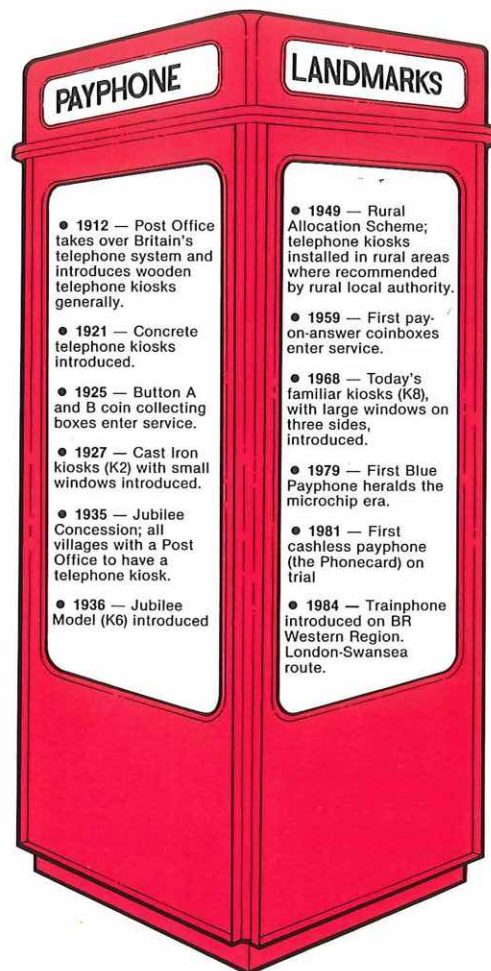 PAYPHONE
LANDMARKS
● 1912 — Post Office
takes over Britain's
telephone system and
introduces wooden
telephone kiosks
generally.
● 1921 — Concrete
telephone kiosks
introduced.
● 1925 — Button A
and B coin collecting
boxes enter service.
● 1927 — Cast Iron
kiosks (K2) with small
windows introduced.
● 1935 — Jubilee
Concession; all
villages with a Post
Office to have a
telephone kiosk.
● 1936 — Jubilee
Model (K6) introduced
● 1949 — Rural
Allocation Scheme;
telephone kiosks
installed in rural areas
where recommended
by rural local authority.
● 1959 — First pay-
on-answer coinboxes
enter service.
● 1968 — Today's
familiar kiosks (K8),
with large windows on
three sides,
introduced.
● 1979 — First Blue
Payphone heralds the
microchip era.
● 1981 — First
cashless payphone
(the Phonecard) on
trial
● 1984 — Trainphone
introduced on BR
Western Region.
London-Swansea
route.